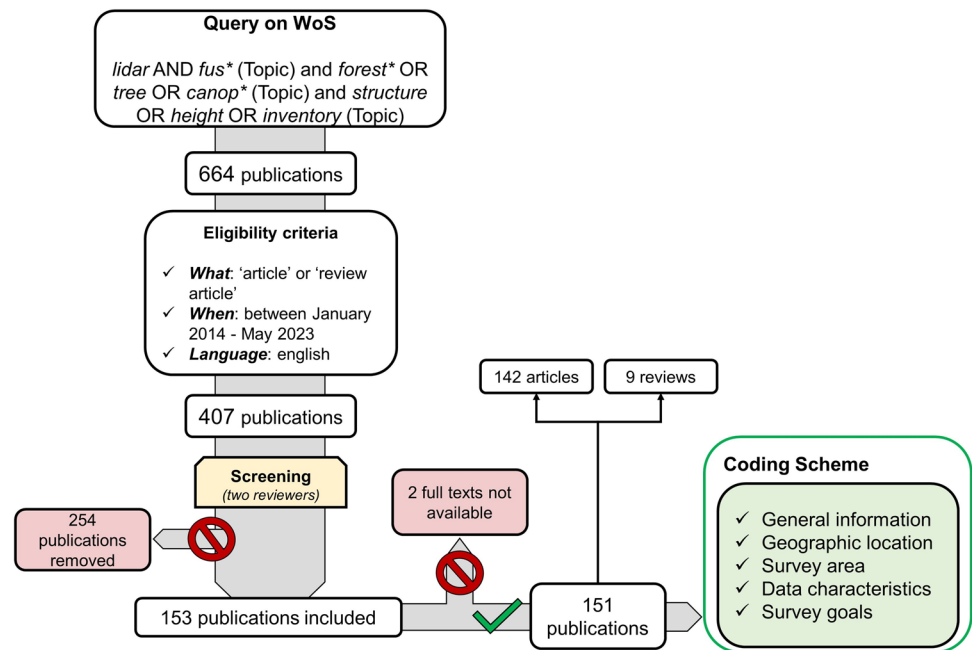 Query on WoS
lidar AND fus* (Topic) and forest* OR
tree OR canop* (Topic) and structure
OR height OR inventory (Topic)
664 publications
Eligibility criteria
✓ What: ‘article’ or ‘review
article’
✓ When: between January
2014 - May 2023
✓ Language: english
407 publications
Screening
(two reviewers)
254
publications
removed
153 publications included
2 full texts not
available
151
publications
142 articles
9 reviews
Coding Scheme
✓ General information
✓ Geographic location
✓ Survey area
✓ Data characteristics
✓ Survey goals